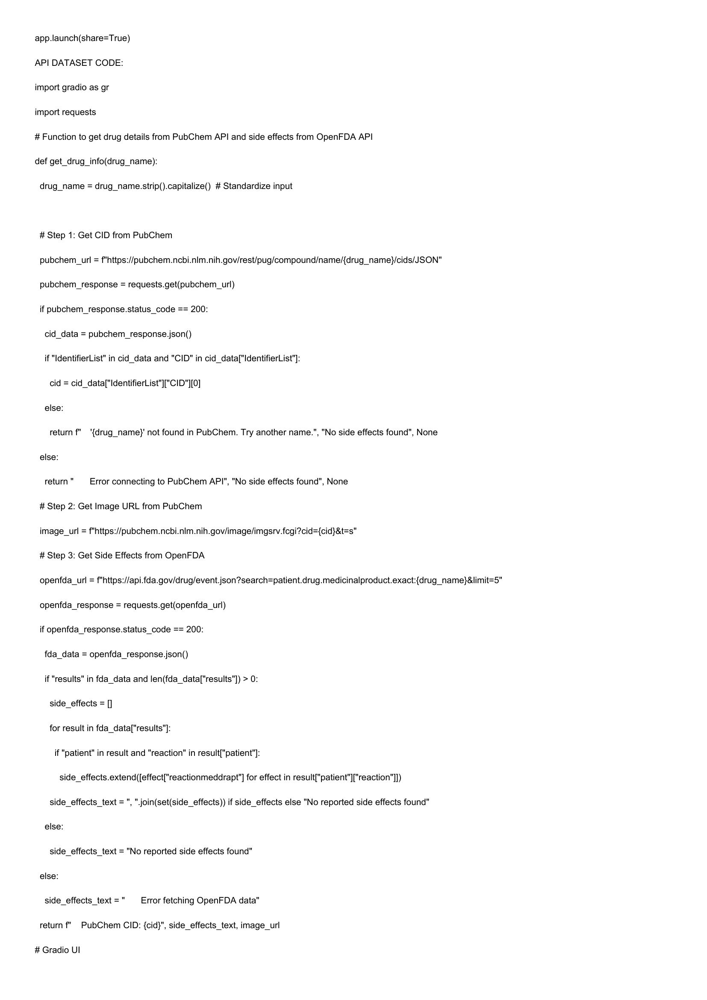 app.launch(share=True)
API DATASET CODE:
import gradio as gr
import requests
# Function to get drug details from PubChem API and side effects from OpenFDA API
def get_drug_info(drug_name):
  drug_name = drug_name.strip().capitalize()  # Standardize input
  # Step 1: Get CID from PubChem
  pubchem_url = f"https://pubchem.ncbi.nlm.nih.gov/rest/pug/compound/name/{drug_name}/cids/JSON"
  pubchem_response = requests.get(pubchem_url)
  if pubchem_response.status_code == 200:
    cid_data = pubchem_response.json()
    if "IdentifierList" in cid_data and "CID" in cid_data["IdentifierList"]:
      cid = cid_data["IdentifierList"]["CID"][0]
    else:
      return f"    '{drug_name}' not found in PubChem. Try another name.", "No side effects found", None
  else:
    return "       Error connecting to PubChem API", "No side effects found", None
  # Step 2: Get Image URL from PubChem
  image_url = f"https://pubchem.ncbi.nlm.nih.gov/image/imgsrv.fcgi?cid={cid}&t=s"
  # Step 3: Get Side Effects from OpenFDA
  openfda_url = f"https://api.fda.gov/drug/event.json?search=patient.drug.medicinalproduct.exact:{drug_name}&limit=5"
  openfda_response = requests.get(openfda_url)
  if openfda_response.status_code == 200:
    fda_data = openfda_response.json()
    if "results" in fda_data and len(fda_data["results"]) > 0:
      side_effects = []
      for result in fda_data["results"]:
        if "patient" in result and "reaction" in result["patient"]:
          side_effects.extend([effect["reactionmeddrapt"] for effect in result["patient"]["reaction"]])
      side_effects_text = ", ".join(set(side_effects)) if side_effects else "No reported side effects found"
    else:
      side_effects_text = "No reported side effects found"
  else:
    side_effects_text = "       Error fetching OpenFDA data"
  return f"    PubChem CID: {cid}", side_effects_text, image_url
# Gradio UI